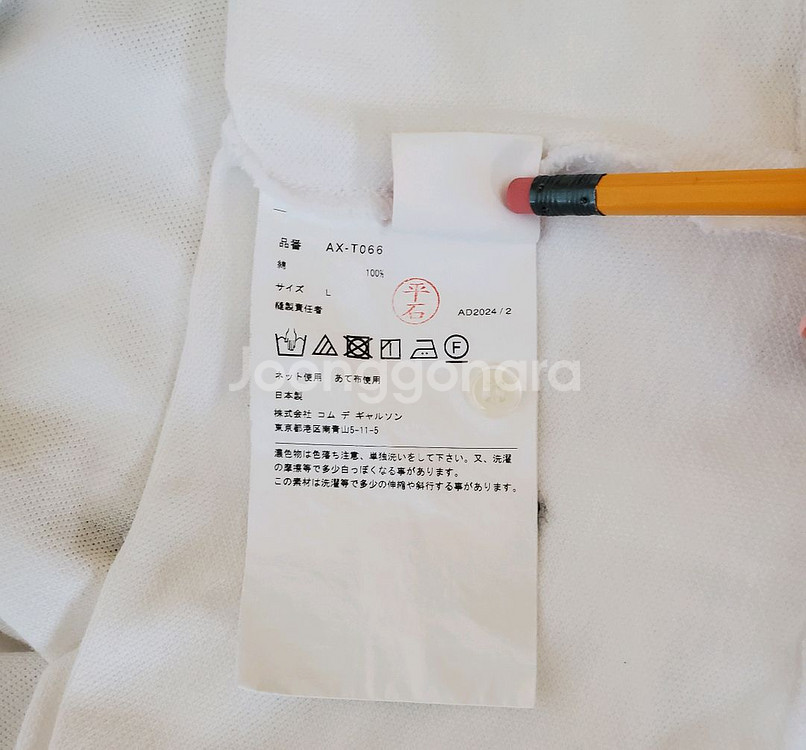 品番 AX-T066
綿 100%
サイズ L
縫製責任者 平石 AD2024/2
F
ネット使用 あて布使用
Joonggonara
日本製
株式会社 コム デ ギャルソン
東京都港区南青山5-11-5
濃色物は色落ち注意、単独洗いをして下さい。又、洗濯
の摩擦等で多少白っぽくなる事があります。
この素材は洗濯等で多少の伸縮や斜行する事があります。